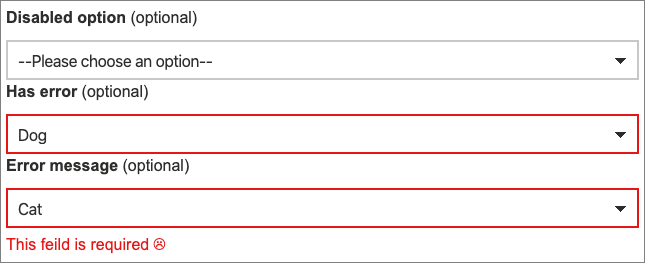 Disabled option (optional)
--Please choose an option--
Has error (optional)
Dog
Error message (optional)
Cat
This feild is required ☹